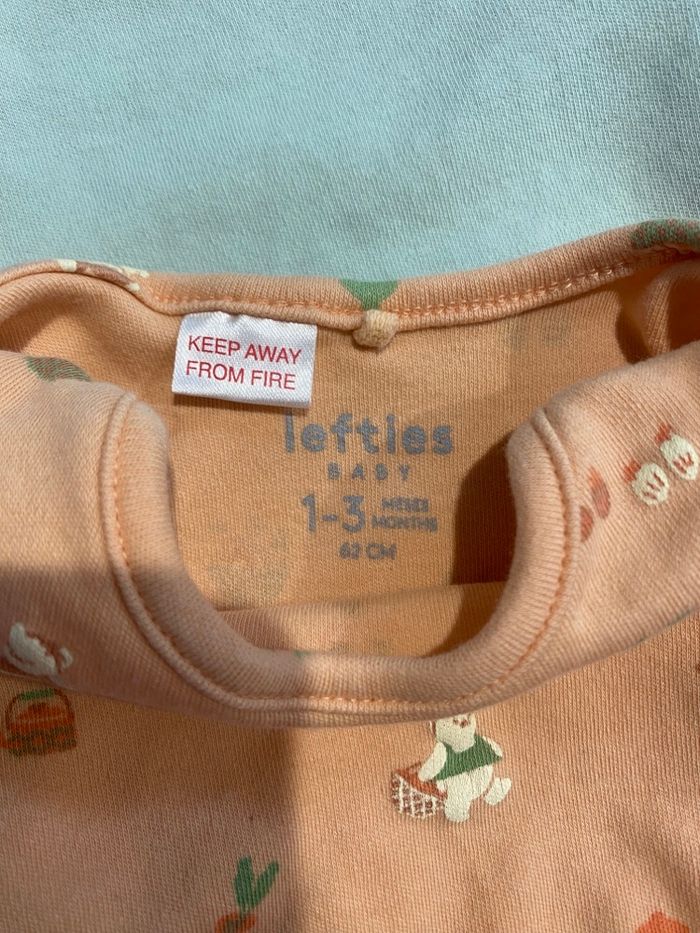 KEEP AWAY
FROM FIRE
lefties
BABY
1-3 MESES
MONTHS
62 CM